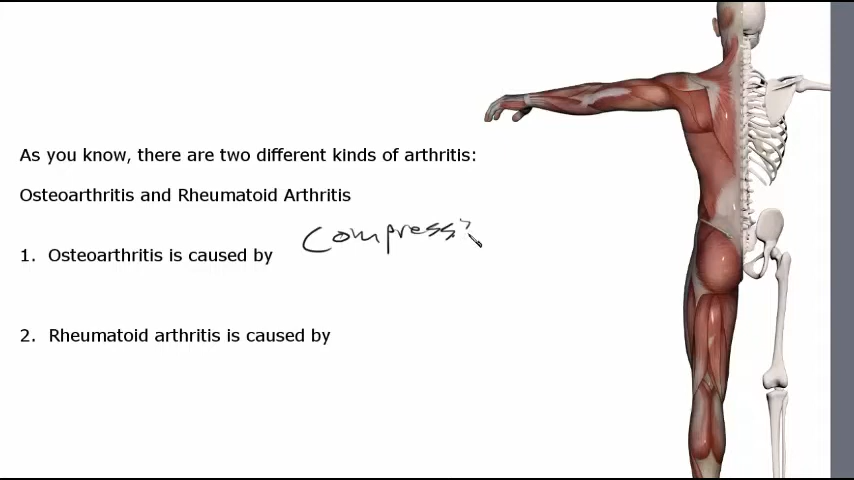 As you know, there are two different kinds of arthritis:
Osteoarthritis and Rheumatoid Arthritis
1. Osteoarthritis is caused by Compressi
2. Rheumatoid arthritis is caused by